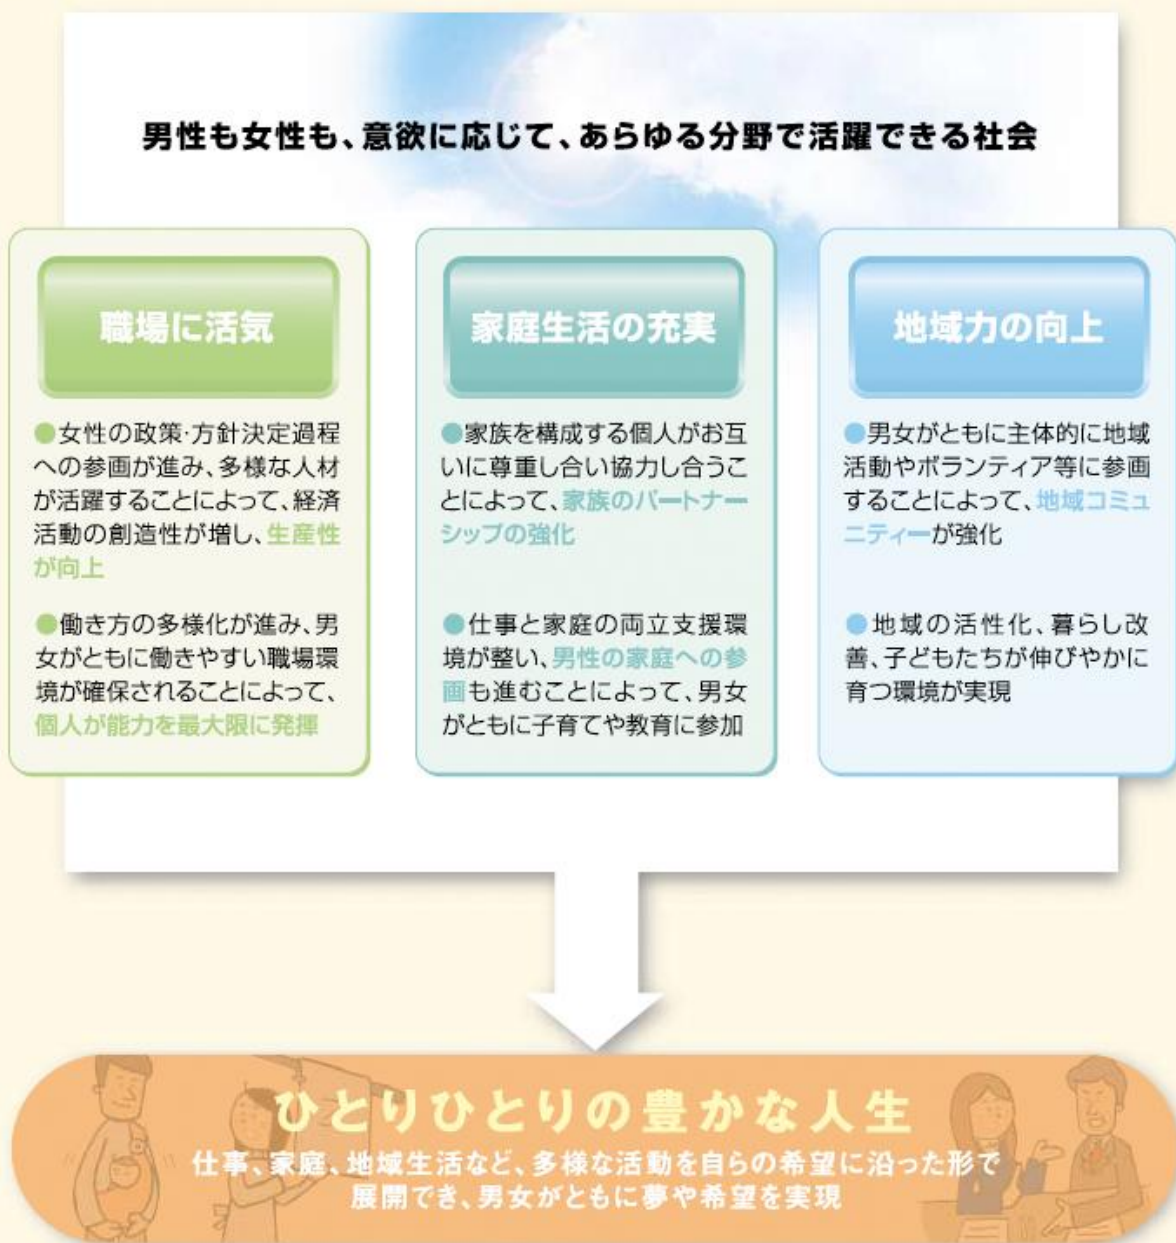 男性も女性も、意欲に応じて、あらゆる分野で活躍できる社会
職場に活気
●女性の政策・方針決定過程
への参画が進み、多様な人材
が活躍することによって、経済
活動の創造性が増し、生産性
が向上
●働き方の多様化が進み、男
女がともに働きやすい職場環
境が確保されることによって、
個人が能力を最大限に発揮
家庭生活の充実
●家族を構成する個人がお互
いに尊重し合い協力し合うこ
とによって、家族のパートナー
シップの強化
●仕事と家庭の両立支援環
境が整い、男性の家庭への参
画も進むことによって、男女
がともに子育てや教育に参加
地域力の向上
●男女がともに主体的に地域
活動やボランティア等に参画
することによって、地域コミュ
ニティーが強化
●地域の活性化、暮らし改
善、子どもたちが伸びやかに
育つ環境が実現
ひとりひとりの豊かな人生
仕事、家庭、地域生活など、多様な活動を自らの希望に沿った形で
展開でき、男女がともに夢や希望を実現